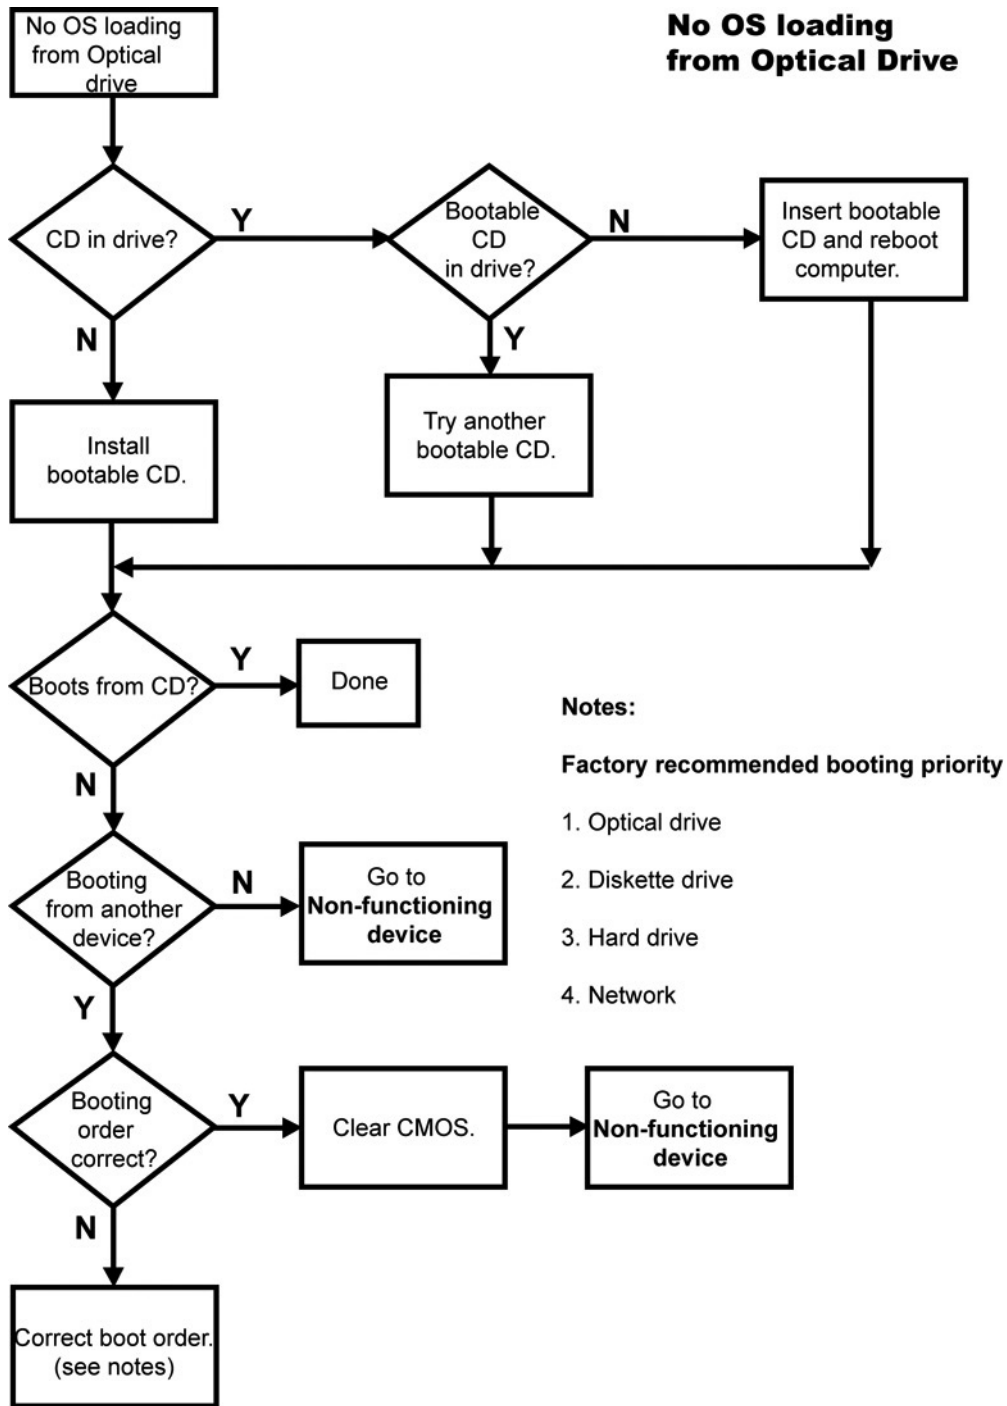 No OS loading
from Optical
drive
No OS loading
from Optical Drive
CD in drive?
Y
Bootable
CD
in drive?
N
Insert bootable
CD and reboot
computer.
N
Y
Install
bootable CD.
Try another
bootable CD.
Boots from CD?
Y
Done
N
Notes:
Factory recommended booting priority
1. Optical drive
2. Diskette drive
3. Hard drive
4. Network
Booting
from another
device?
N
Go to
Non-functioning
device
Y
Booting
order
correct?
Y
Clear CMOS.
Go to
Non-functioning
device
N
Correct boot order.
(see notes)